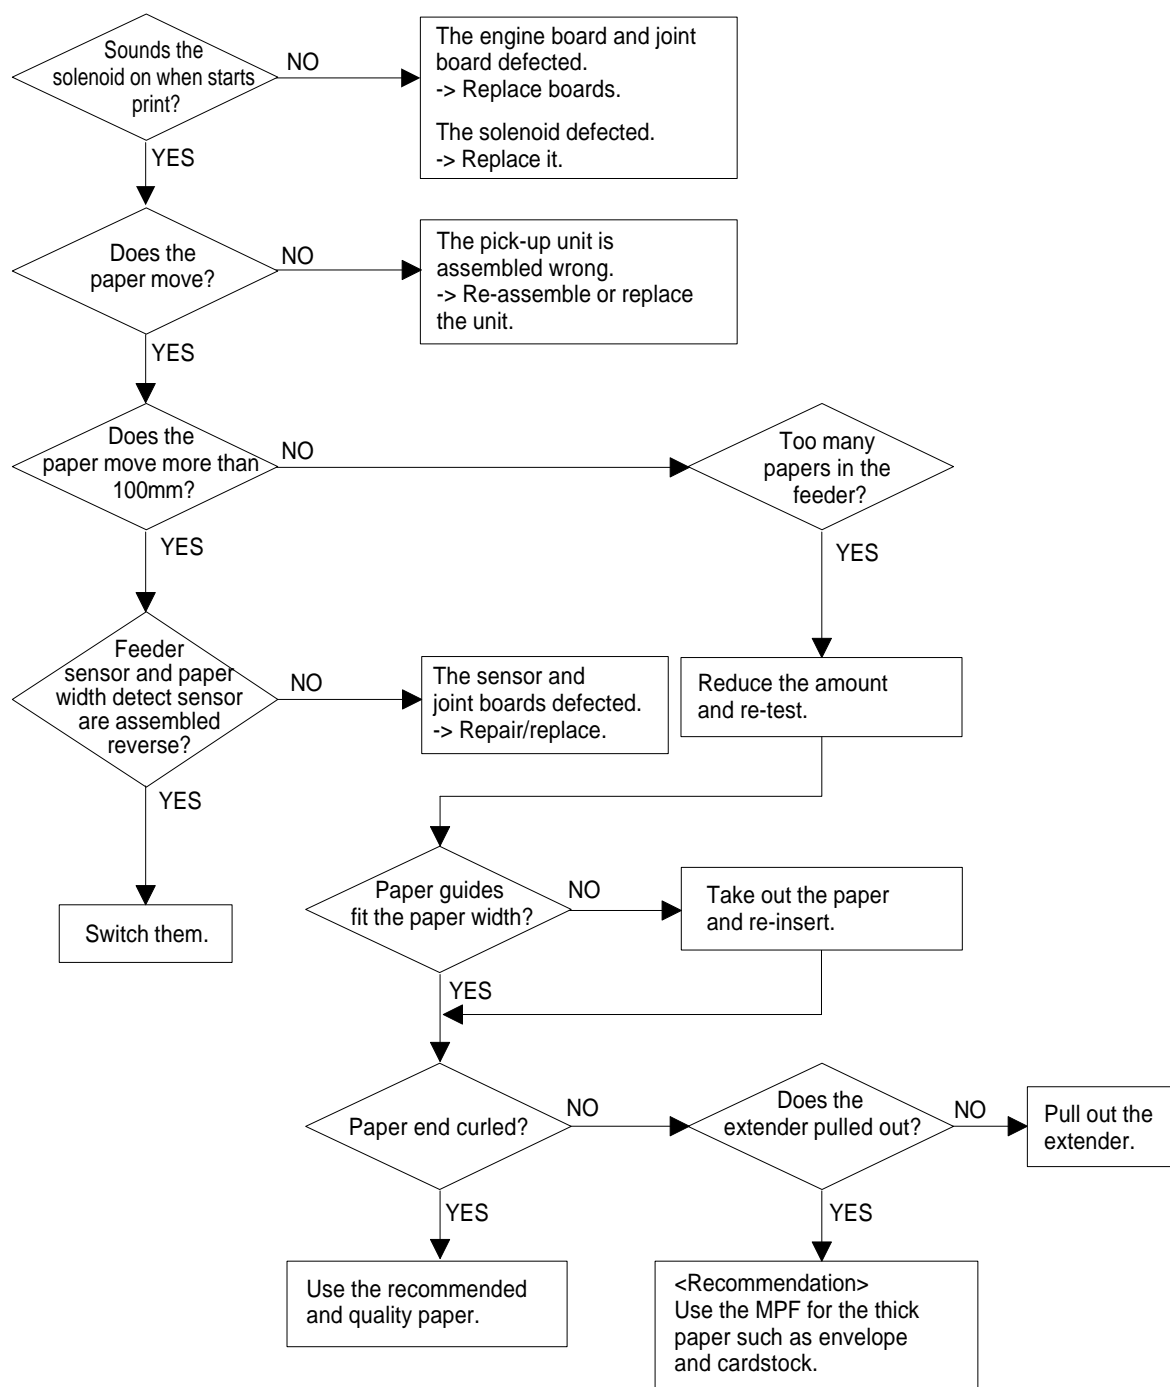 Sounds the
solenoid on when starts
print?
NO
The engine board and joint
board defected.
-> Replace boards.
The solenoid defected.
-> Replace it.
YES
Does the
paper move?
NO
The pick-up unit is
assembled wrong.
-> Re-assemble or replace
the unit.
YES
Does the
paper move more than
100mm?
NO
Too many
papers in the
feeder?
YES
YES
Feeder
sensor and paper
width detect sensor
are assembled
reverse?
NO
The sensor and
joint boards defected.
-> Repair/replace.
Reduce the amount
and re-test.
YES
Switch them.
Paper guides
fit the paper width?
NO
Take out the paper
and re-insert.
YES
Paper end curled?
NO
Does the
extender pulled out?
NO
Pull out the
extender.
YES
YES
Use the recommended
and quality paper.
<Recommendation>
Use the MPF for the thick
paper such as envelope
and cardstock.